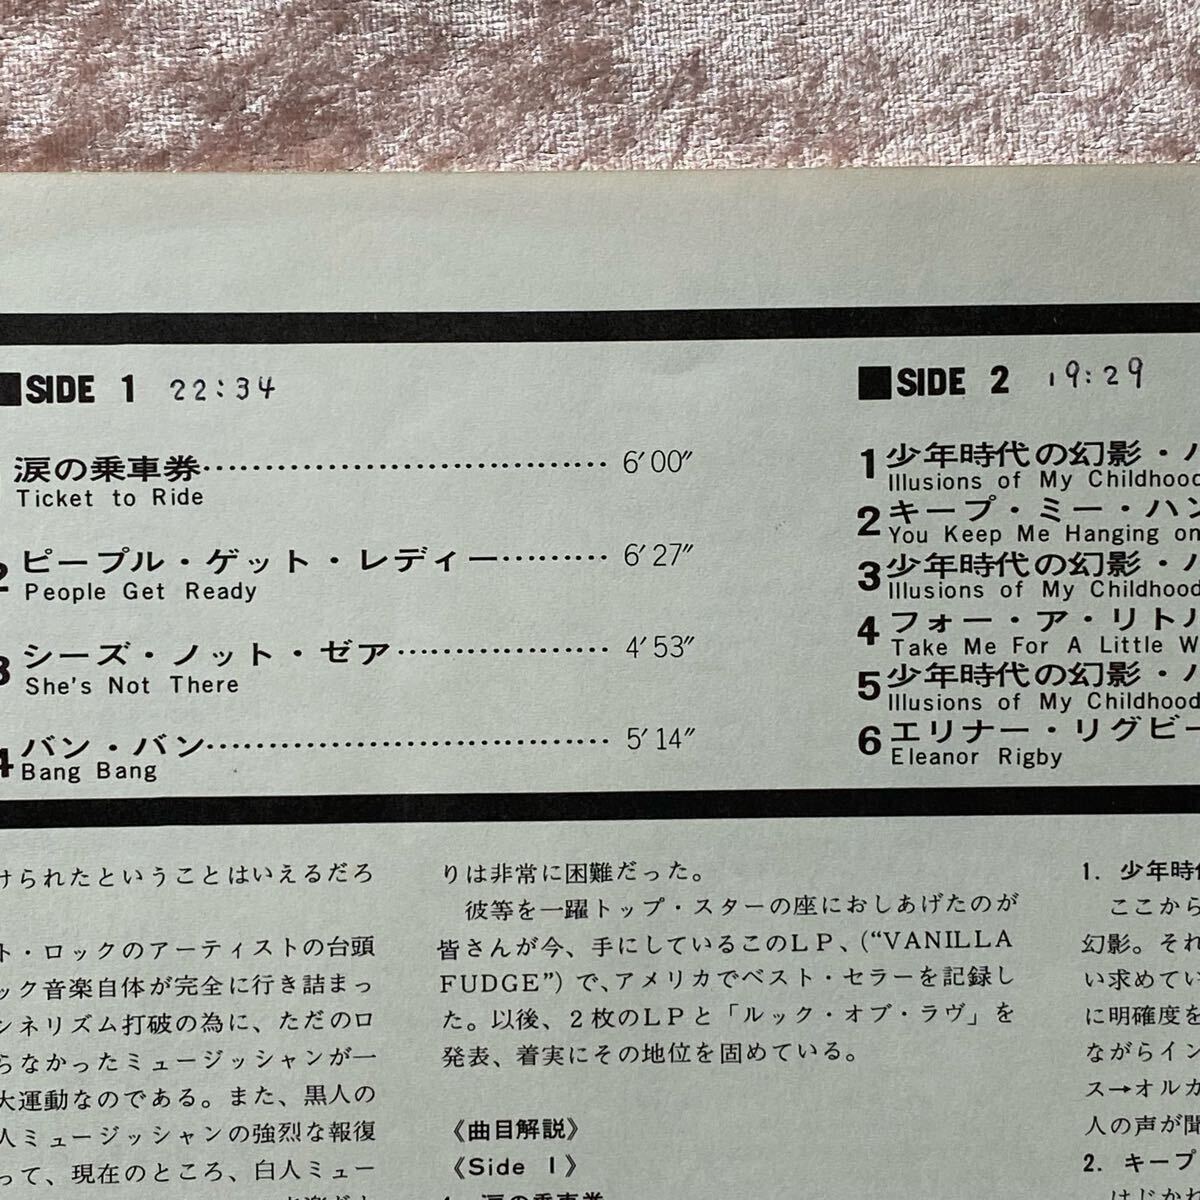 ■SIDE 1 22:34
涙の乗車券 6′00″
Ticket to Ride
2 ピープル・ゲット・レディー 6′27″
People Get Ready
3 シーズ・ノット・ゼア 4′53″
She's Not There
4 バン・バン 5′14″
Bang Bang
■SIDE 2 19:29
1 少年時代の幻影・パ
Illusions of My Childhood
2 キープ・ミー・ハン
You Keep Me Hanging on
3 少年時代の幻影・パ
Illusions of My Childhood
4 フォー・ア・リトル
Take Me For A Little W
5 少年時代の幻影・パ
Illusions of My Childhood
6 エリナー・リグビー
Eleanor Rigby
けられたということはいえるだろ
ト・ロックのアーティストの台頭
ック音楽自体が完全に行き詰まっ
ンネリズム打破の為に、ただのロ
らなかったミュージッシャンが一
大運動なのである。また、黒人の
人ミュージッシャンの強烈な報復
って、現在のところ、白人ミュー
りは非常に困難だった。
彼等を一躍トップ・スターの座におしあげたのが
皆さんが今、手にしているこのLP、(“VANILLA
FUDGE”)で、アメリカでベスト・セラーを記録し
た。以後、2枚のLPと「ルック・オブ・ラヴ」を
発表、着実にその地位を固めている。
《曲目解説》
《Side 1》
1. 涙の乗車券
1. 少年時代
ここから
幻影。それ
い求めてい
に明確度を
ながらイン
ス→オルガ
人の声が聞
2. キープ
はじかれ